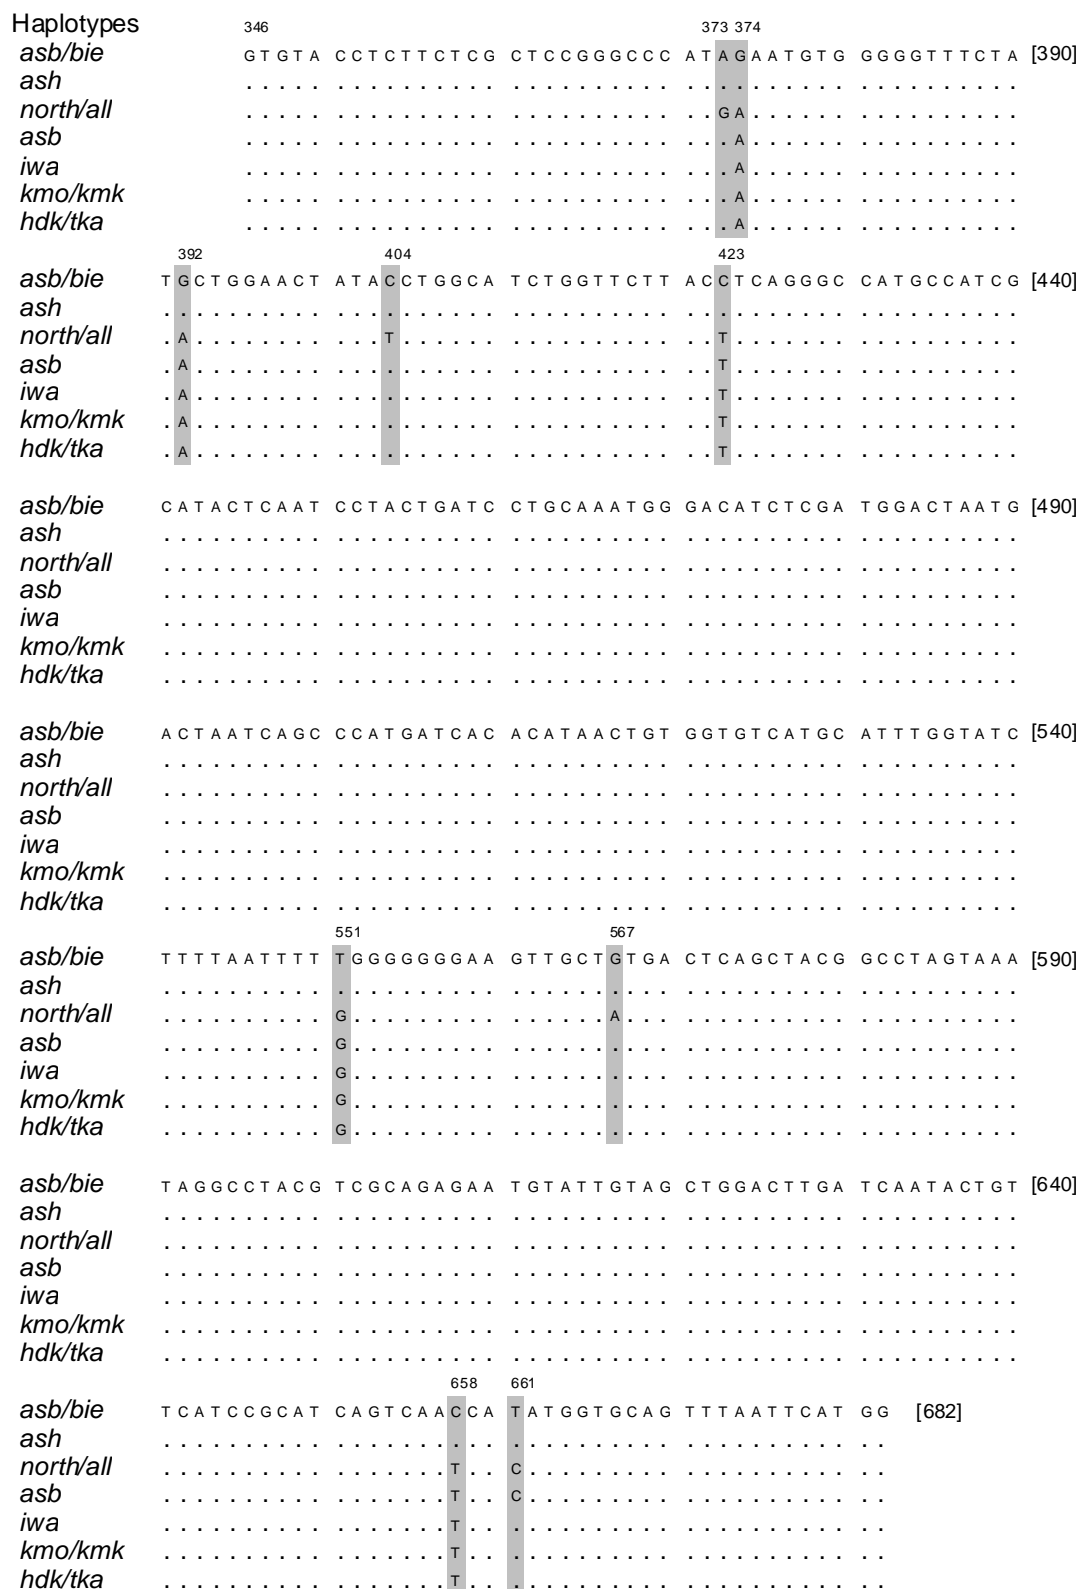 Haplotypes
346 373 374
asb/bie GTGTA CCTCTTCTCG CTCCGGGCCC ATAGAATGTG GGGGTTTCTA [390]
ash ..... .......... .......... .......... ..........
north/all ..... .......... .......... ..GA...... ..........
asb ..... .......... .......... ...A...... ..........
iwa ..... .......... .......... ...A...... ..........
kmo/kmk ..... .......... .......... ...A...... ..........
hdk/tka ..... .......... .......... ...A...... ..........
392 404 423
asb/bie TGCTGGAACT ATACCTGGCA TCTGGTTCTT ACCTCAGGGC CATGCCATCG [440]
ash .......... .......... .......... .......... ..........
north/all .A........ ...T...... .......... ..T....... ..........
asb .A........ .......... .......... ..T....... ..........
iwa .A........ .......... .......... ..T....... ..........
kmo/kmk .A........ .......... .......... ..T....... ..........
hdk/tka .A........ .......... .......... ..T....... ..........
asb/bie CATACTCAAT CCTACTGATC CTGCAAATGG GACATCTCGA TGGACTAATG [490]
ash .......... .......... .......... .......... ..........
north/all .......... .......... .......... .......... ..........
asb .......... .......... .......... .......... ..........
iwa .......... .......... .......... .......... ..........
kmo/kmk .......... .......... .......... .......... ..........
hdk/tka .......... .......... .......... .......... ..........
asb/bie ACTAATCAGC CCATGATCAC ACATAACTGT GGTGTCATGC ATTTGGTATC [540]
ash .......... .......... .......... .......... ..........
north/all .......... .......... .......... .......... ..........
asb .......... .......... .......... .......... ..........
iwa .......... .......... .......... .......... ..........
kmo/kmk .......... .......... .......... .......... ..........
hdk/tka .......... .......... .......... .......... ..........
551 567
asb/bie TTTTAATTTT TGGGGGGGAA GTTGCTGTGA CTCAGCTACG GCCTAGTAAA [590]
ash .......... .......... .......... .......... ..........
north/all .......... G......... ......A... .......... ..........
asb .......... G......... .......... .......... ..........
iwa .......... G......... .......... .......... ..........
kmo/kmk .......... G......... .......... .......... ..........
hdk/tka .......... G......... .......... .......... ..........
asb/bie TAGGCCTACG TCGCAGAGAA TGTATTGTAG CTGGACTTGA TCAATACTGT [640]
ash .......... .......... .......... .......... ..........
north/all .......... .......... .......... .......... ..........
asb .......... .......... .......... .......... ..........
iwa .......... .......... .......... .......... ..........
kmo/kmk .......... .......... .......... .......... ..........
hdk/tka .......... .......... .......... .......... ..........
658 661
asb/bie TCATCCGCAT CAGTCAACCA TATGGTGCAG TTTAATTCAT GG [682]
ash .......... .......... .......... .......... ..
north/all .......... .......T.. C......... .......... ..
asb .......... .......T.. C......... .......... ..
iwa .......... .......T.. .......... .......... ..
kmo/kmk .......... .......T.. .......... .......... ..
hdk/tka .......... .......T.. .......... .......... ..